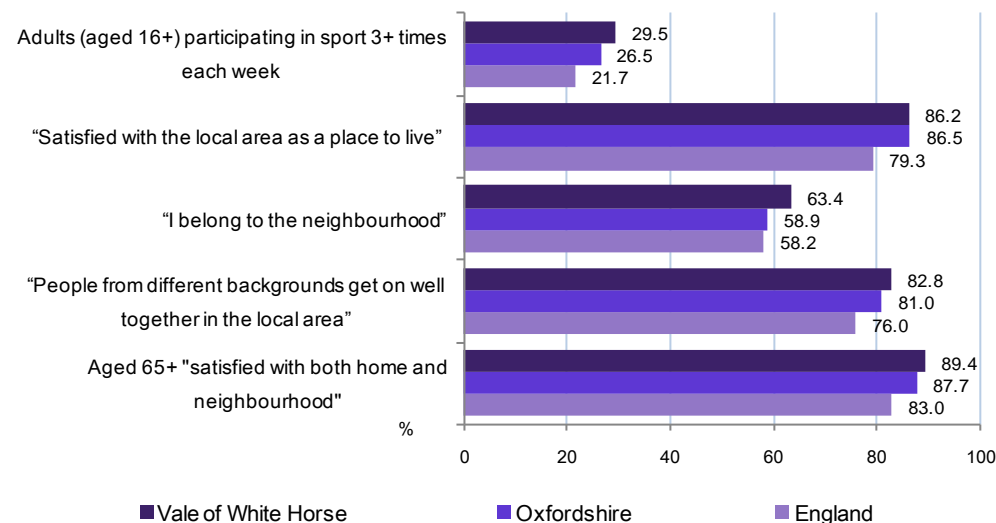 Adults (aged 16+) participating in sport 3+ times
each week
29.5
26.5
21.7
“Satisfied with the local area as a place to live”
86.2
86.5
79.3
“I belong to the neighbourhood”
63.4
58.9
58.2
“People from different backgrounds get on well
together in the local area”
82.8
81.0
76.0
Aged 65+ "satisfied with both home and
neighbourhood"
89.4
87.7
83.0
%
0 20 40 60 80 100
Vale of White Horse Oxfordshire England